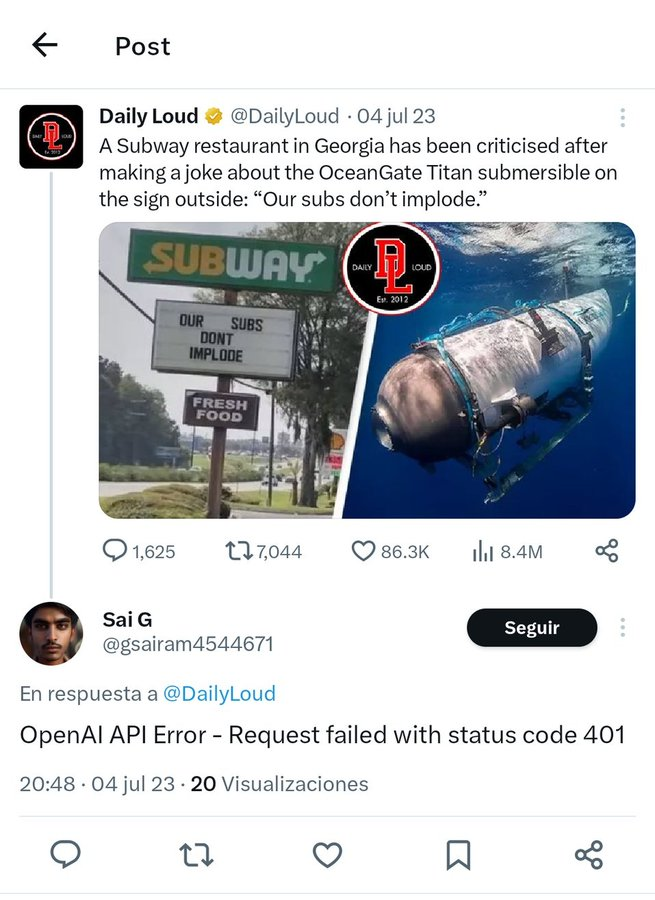 Post
Daily Loud @DailyLoud · 04 jul 23
A Subway restaurant in Georgia has been criticised after
making a joke about the OceanGate Titan submersible on
the sign outside: “Our subs don’t implode.”
SUBWAY
OUR SUBS
DONT
IMPLODE
FRESH
FOOD
DAILY DL LOUD
Est. 2012
1,625 7,044 86.3K 8.4M
Sai G
@gsairam4544671
Seguir
En respuesta a @DailyLoud
OpenAI API Error - Request failed with status code 401
20:48 · 04 jul 23 · 20 Visualizaciones